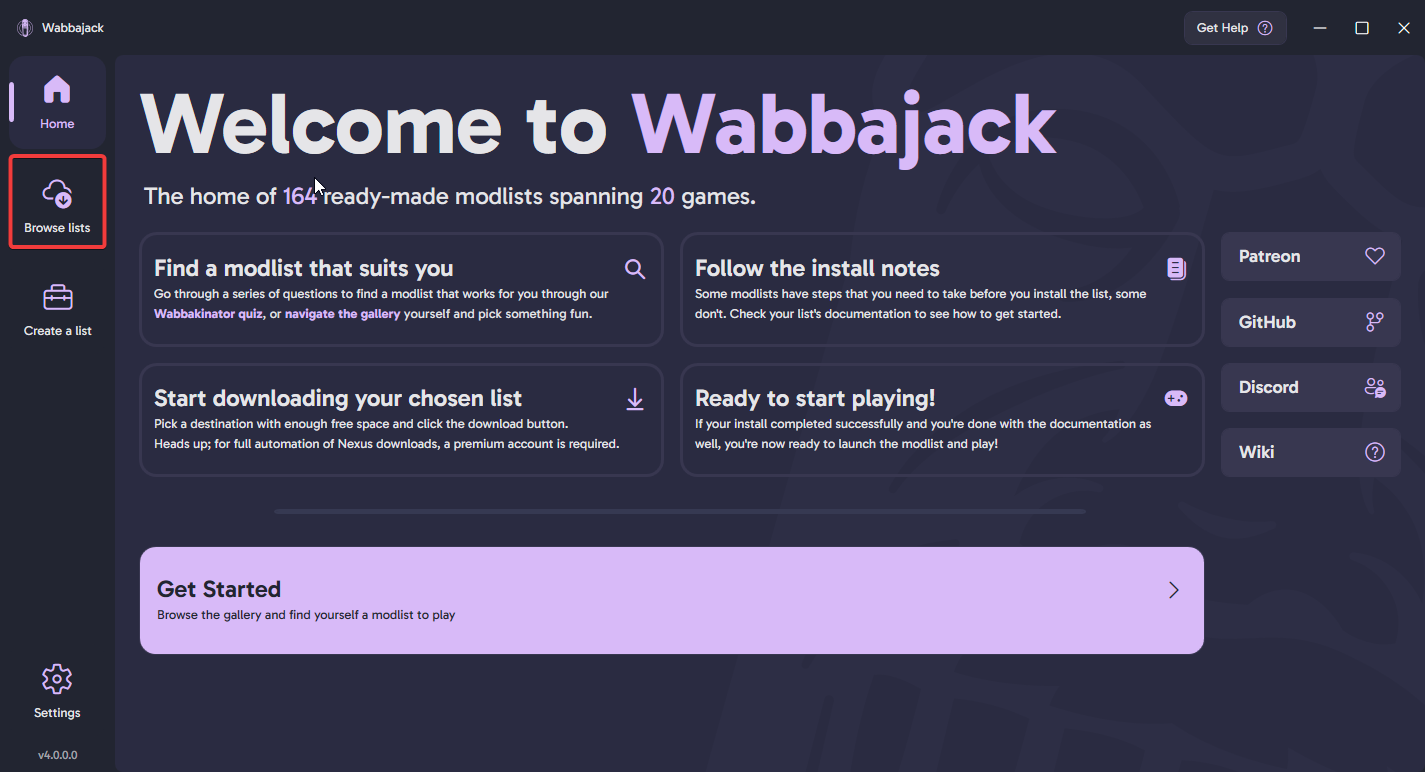 Wabbajack
Get Help
Home
Browse lists
Create a list
Settings
v4.0.0.0
Welcome to Wabbajack
The home of 164 ready-made modlists spanning 20 games.
Find a modlist that suits you
Go through a series of questions to find a modlist that works for you through our
Wabbakinator quiz, or navigate the gallery yourself and pick something fun.
Follow the install notes
Some modlists have steps that you need to take before you install the list, some
don't. Check your list's documentation to see how to get started.
Start downloading your chosen list
Pick a destination with enough free space and click the download button.
Heads up; for full automation of Nexus downloads, a premium account is required.
Ready to start playing!
If your install completed successfully and you're done with the documentation as
well, you're now ready to launch the modlist and play!
Patreon
GitHub
Discord
Wiki
Get Started
Browse the gallery and find yourself a modlist to play